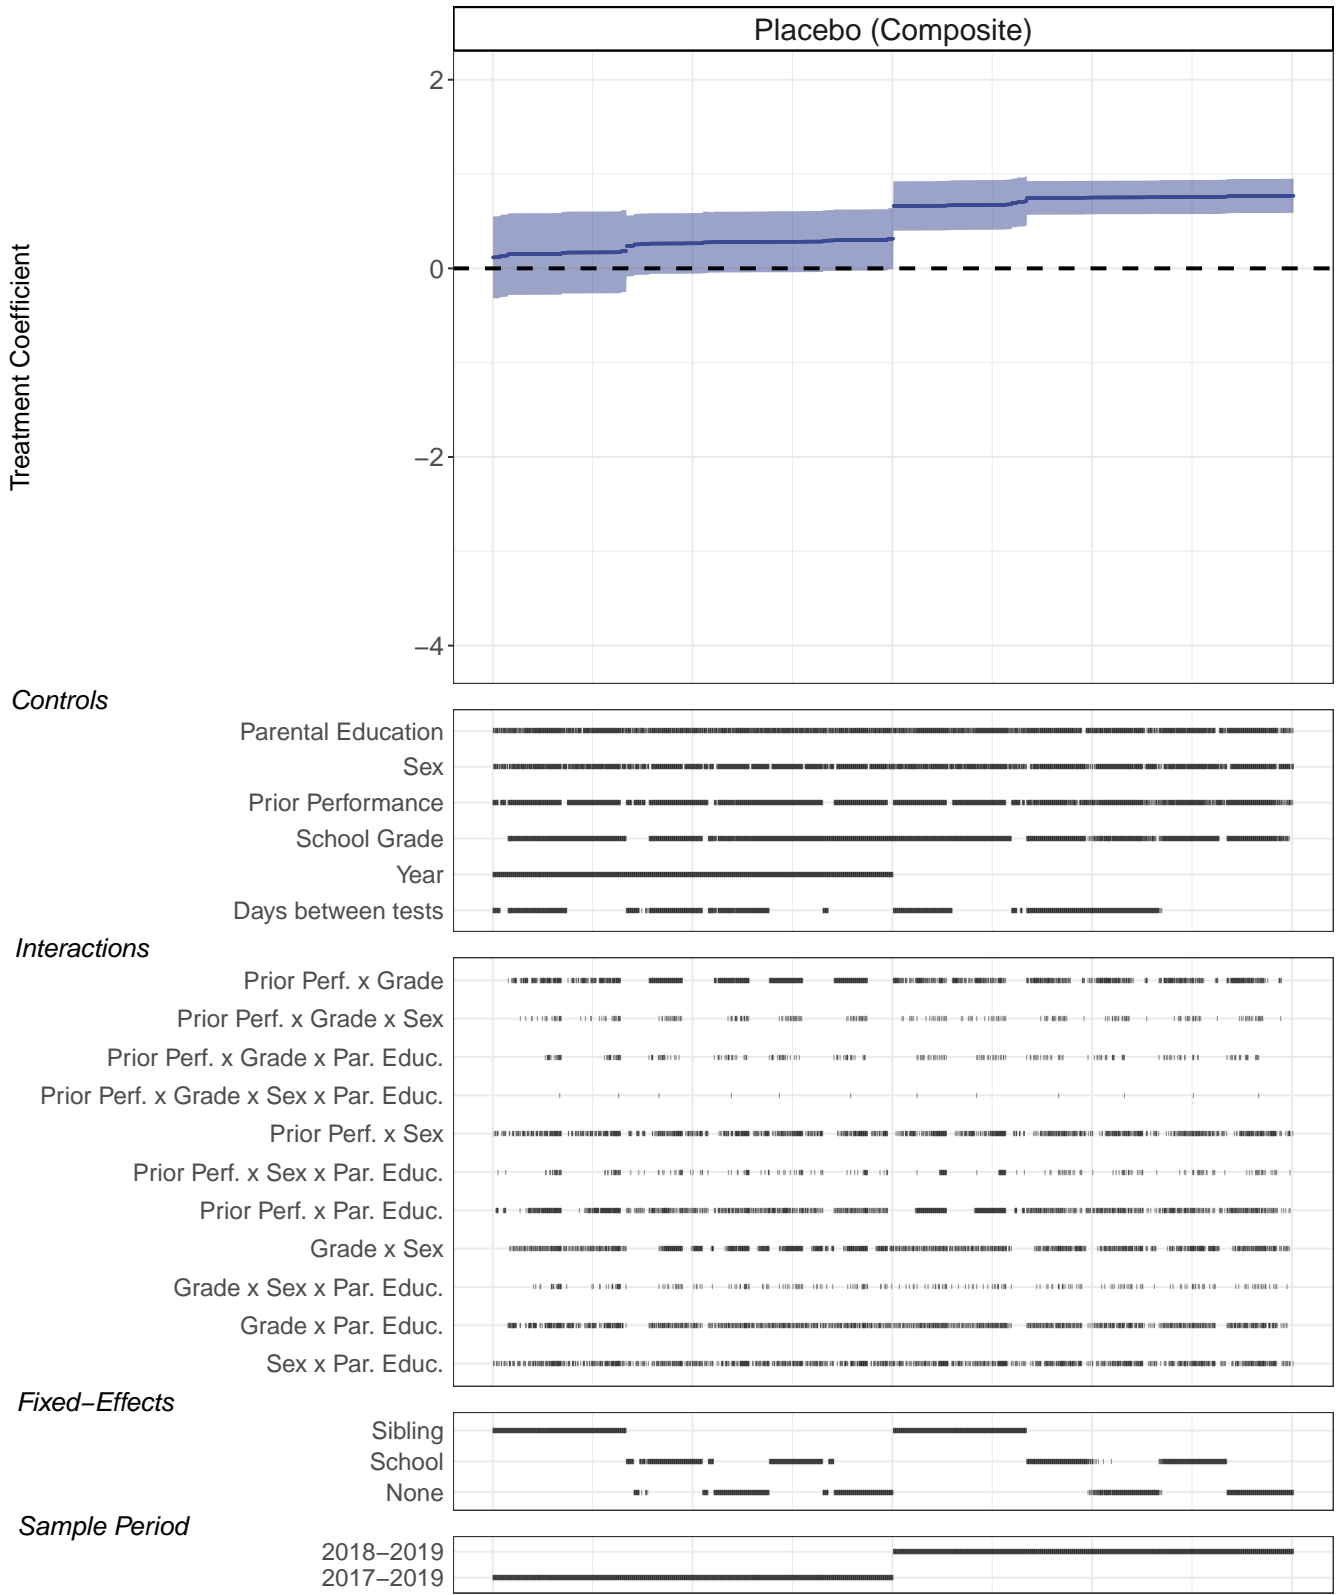 Placebo (Composite)
2
0
−2
−4
Treatment Coefficient
Controls
Parental Education
Sex
Prior Performance
School Grade
Year
Days between tests
Interactions
Prior Perf. x Grade
Prior Perf. x Grade x Sex
Prior Perf. x Grade x Par. Educ.
Prior Perf. x Grade x Sex x Par. Educ.
Prior Perf. x Sex
Prior Perf. x Sex x Par. Educ.
Prior Perf. x Par. Educ.
Grade x Sex
Grade x Sex x Par. Educ.
Grade x Par. Educ.
Sex x Par. Educ.
Fixed−Effects
Sibling
School
None
Sample Period
2018−2019
2017−2019